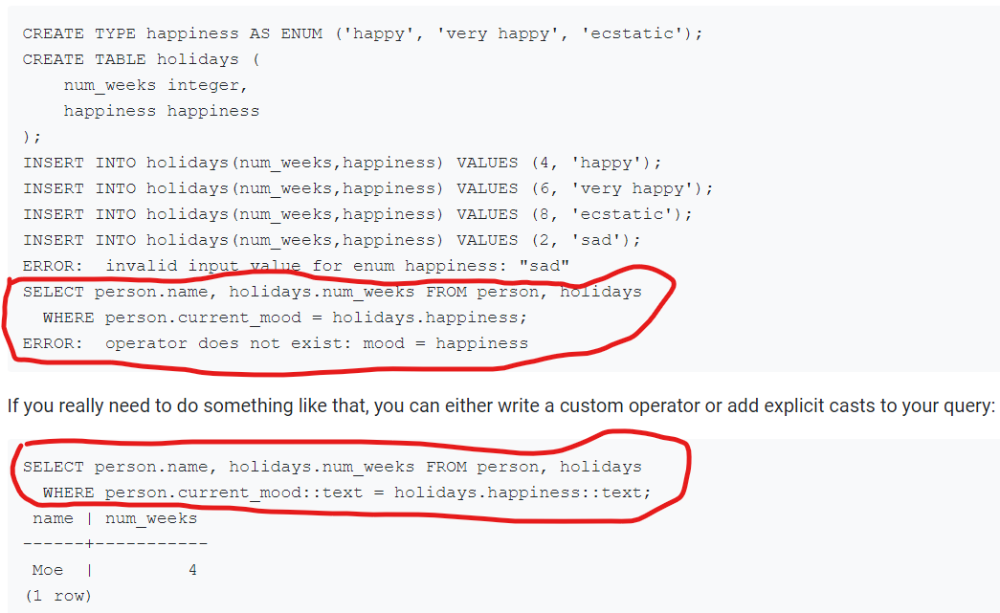 CREATE TYPE happiness AS ENUM ('happy', 'very happy', 'ecstatic');
CREATE TABLE holidays (
    num_weeks integer,
    happiness happiness
);
INSERT INTO holidays(num_weeks,happiness) VALUES (4, 'happy');
INSERT INTO holidays(num_weeks,happiness) VALUES (6, 'very happy');
INSERT INTO holidays(num_weeks,happiness) VALUES (8, 'ecstatic');
INSERT INTO holidays(num_weeks,happiness) VALUES (2, 'sad');
ERROR:  invalid input value for enum happiness: "sad"
SELECT person.name, holidays.num_weeks FROM person, holidays
  WHERE person.current_mood = holidays.happiness;
ERROR:  operator does not exist: mood = happiness
If you really need to do something like that, you can either write a custom operator or add explicit casts to your query:
SELECT person.name, holidays.num_weeks FROM person, holidays
  WHERE person.current_mood::text = holidays.happiness::text;
 name | num_weeks
------+-----------
 Moe  |         4
(1 row)